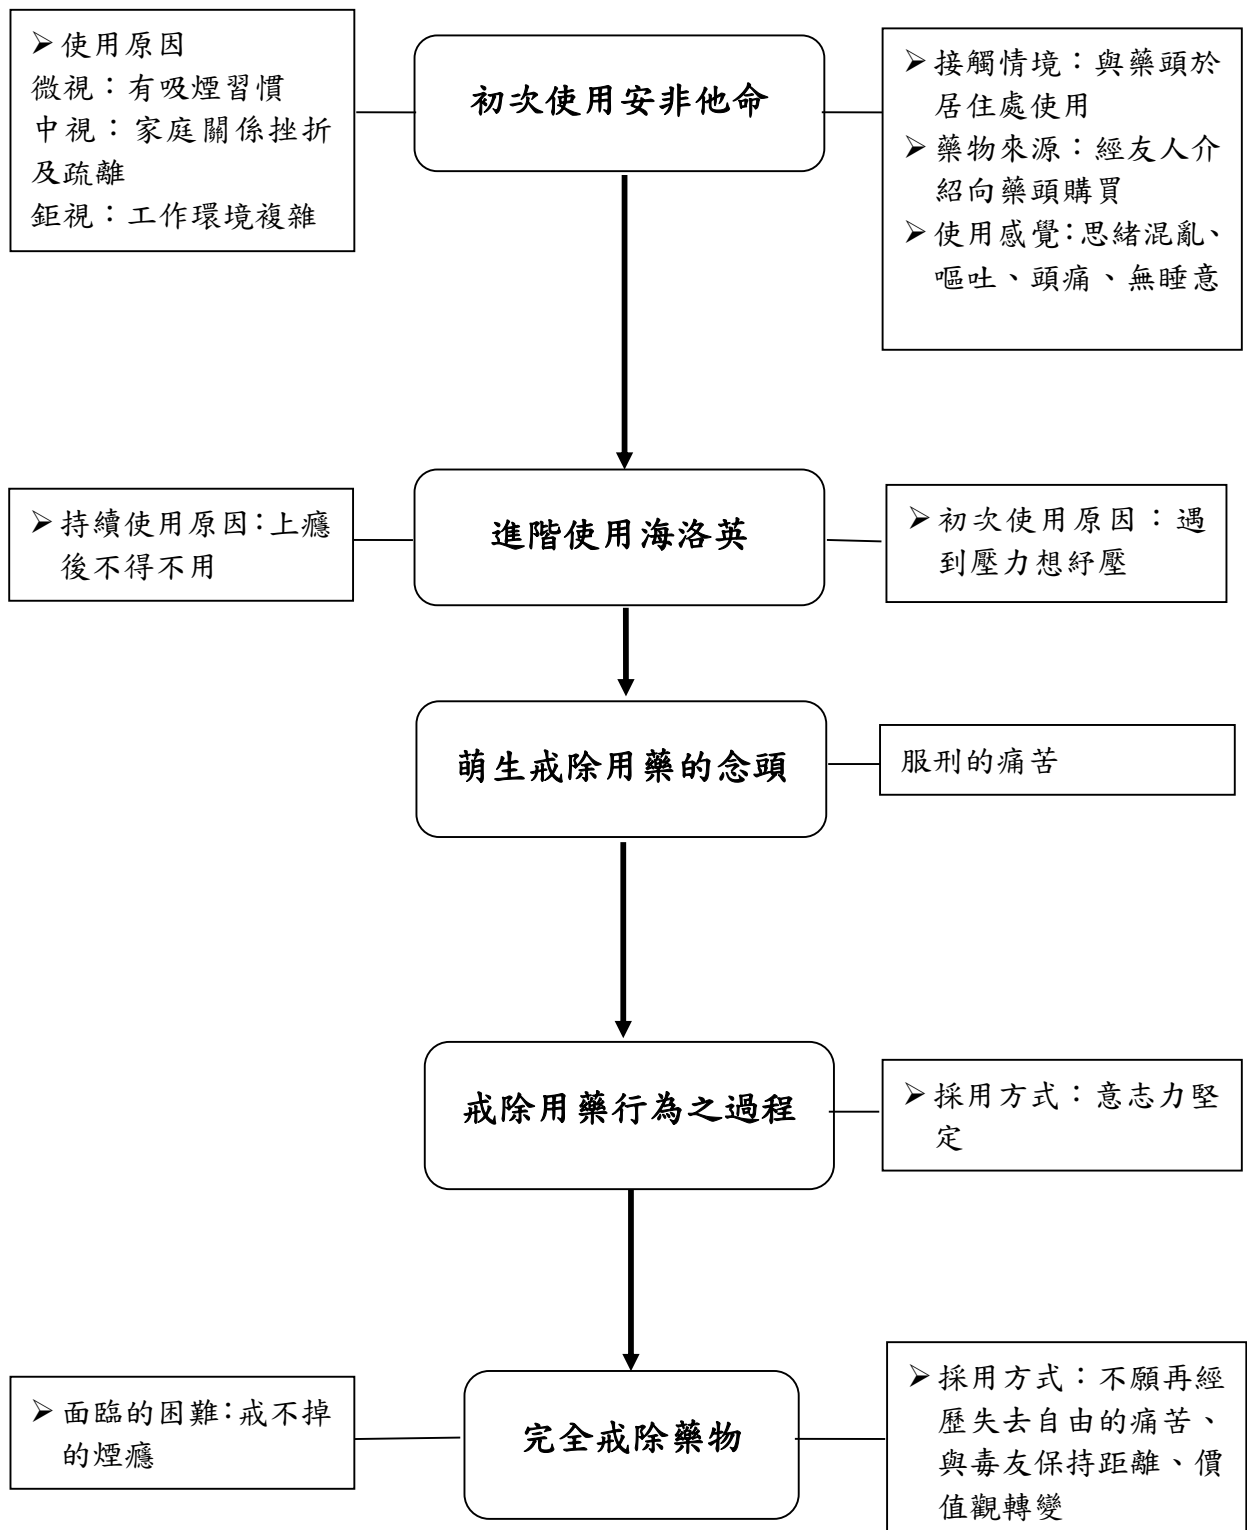 ➢使用原因
微視：有吸煙習慣
中視：家庭關係挫折
及疏離
鉅視：工作環境複雜
初次使用安非他命
➢接觸情境：與藥頭於
居住處使用
➢藥物來源：經友人介
紹向藥頭購買
➢使用感覺：思緒混亂、
嘔吐、頭痛、無睡意
➢持續使用原因：上癮
後不得不用
進階使用海洛英
➢初次使用原因：遇
到壓力想紓壓
萌生戒除用藥的念頭
服刑的痛苦
戒除用藥行為之過程
➢採用方式：意志力堅
定
➢面臨的困難：戒不掉
的煙癮
完全戒除藥物
➢採用方式：不願再經
歷失去自由的痛苦、
與毒友保持距離、價
值觀轉變